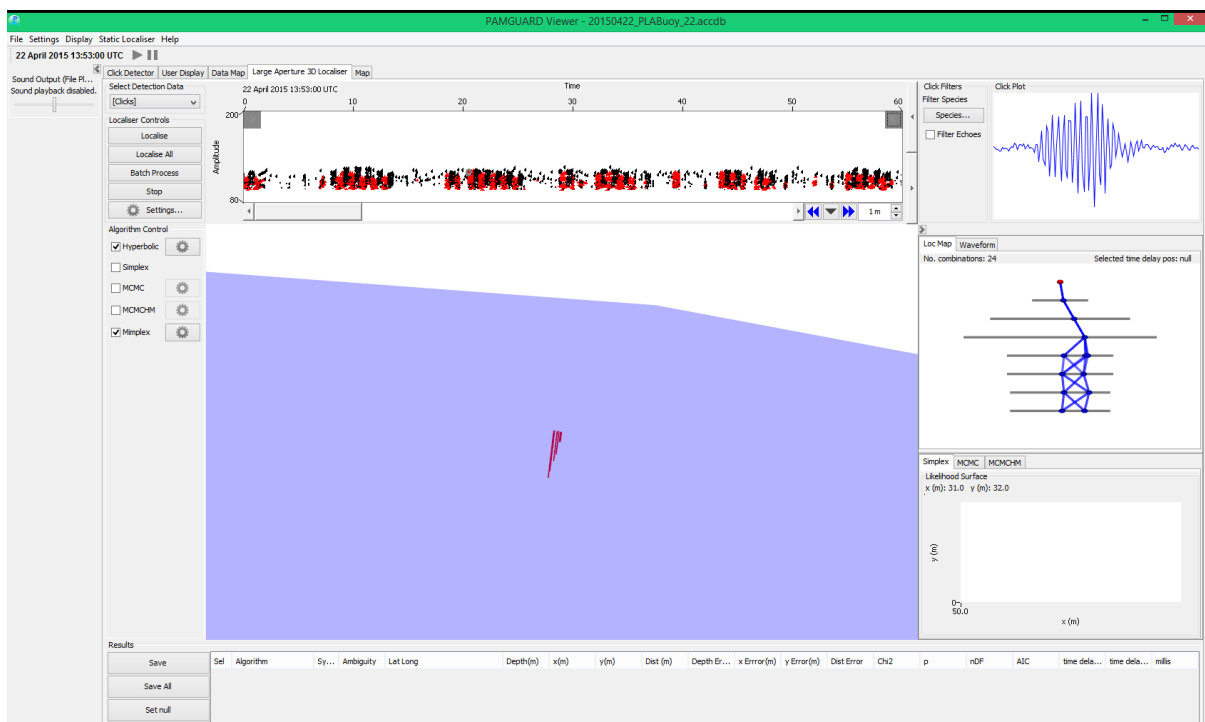 PAMGUARD Viewer - 20150422_PLABuoy_22.accdb
File Settings Display Static Localiser Help
22 April 2015 13:53:00 UTC
Sound Output (File Pl...
Sound playback disabled.
Click Detector User Display Data Map Large Aperture 3D Localiser Map
Select Detection Data
[Clicks]
Localiser Controls
Localise
Localise All
Batch Process
Stop
Settings...
Algorithm Control
Hyperbolic
Simplex
MCMC
MCMCHM
Mimplex
22 April 2015 13:53:00 UTC
Time
0 10 20 30 40 50 60
200
Amplitude
80
1 m
Click Filters
Filter Species
Species...
Filter Echoes
Click Plot
Loc Map Waveform
No. combinations: 24 Selected time delay pos: null
Simplex MCMC MCMCHM
Likelihood Surface
x (m): 31.0 y (m): 32.0
y (m)
0
50.0
x (m)
Results
Save
Save All
Set null
Sel Algorithm Sy... Ambiguity Lat Long Depth(m) x(m) y(m) Dist (m) Depth Er... x Errror(m) y Error(m) Dist Error Chi2 p nDF AIC time dela... time dela... millis